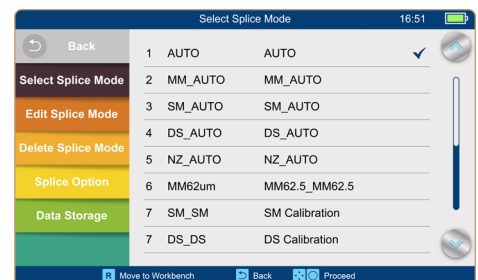 Select Splice Mode 16:51
Back
Select Splice Mode
Edit Splice Mode
Delete Splice Mode
Splice Option
Data Storage
1 AUTO AUTO
2 MM_AUTO MM_AUTO
3 SM_AUTO SM_AUTO
4 DS_AUTO DS_AUTO
5 NZ_AUTO NZ_AUTO
6 MM62um MM62.5_MM62.5
7 SM_SM SM Calibration
7 DS_DS DS Calibration
R Move to Workbench Back Proceed